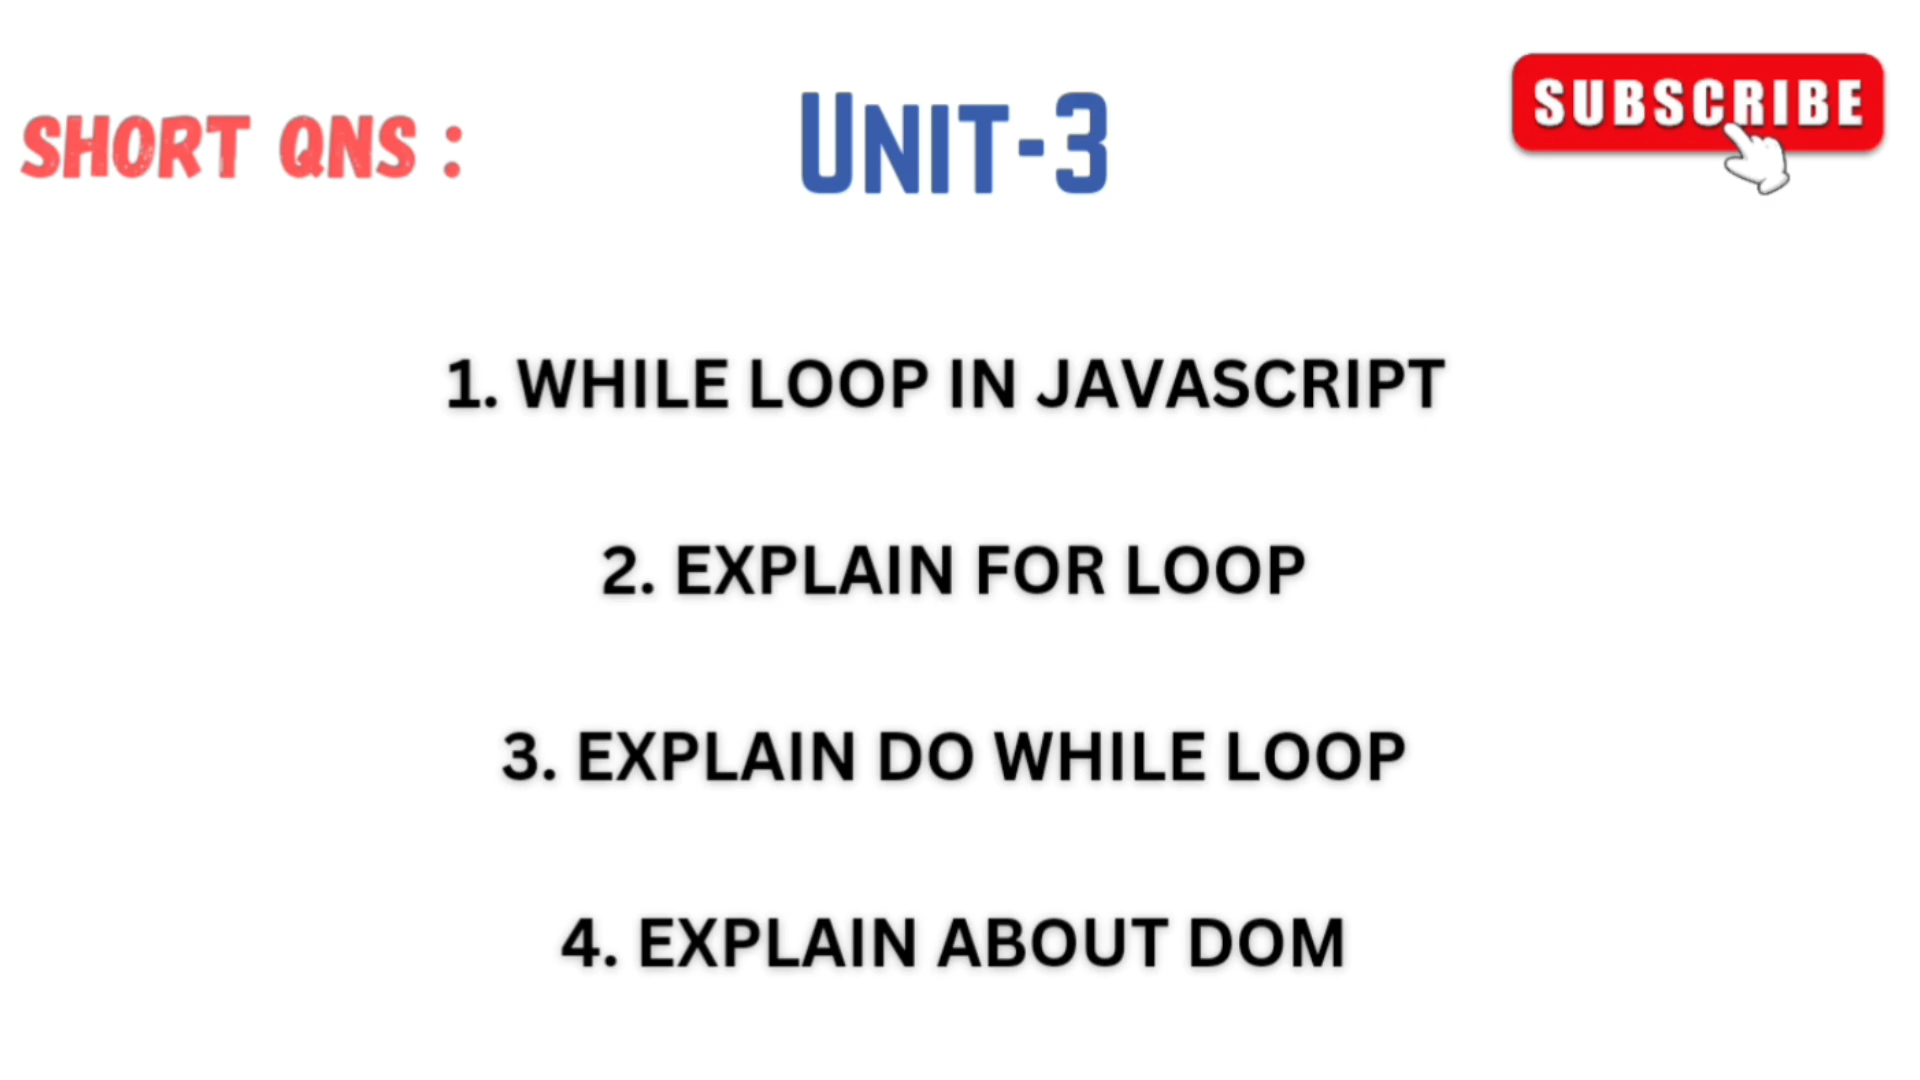 SHORT QNS :
UNIT-3
SUBSCRIBE
1. WHILE LOOP IN JAVASCRIPT
2. EXPLAIN FOR LOOP
3. EXPLAIN DO WHILE LOOP
4. EXPLAIN ABOUT DOM